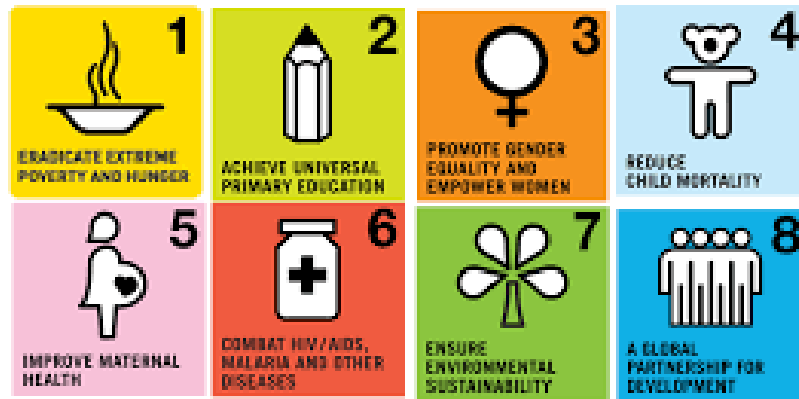 1
ERADICATE EXTREME
POVERTY AND HUNGER
2
ACHIEVE UNIVERSAL
PRIMARY EDUCATION
3
PROMOTE GENDER
EQUALITY AND
EMPOWER WOMEN
4
REDUCE
CHILD MORTALITY
5
IMPROVE MATERNAL
HEALTH
6
COMBAT HIV/AIDS,
MALARIA AND OTHER
DISEASES
7
ENSURE
ENVIRONMENTAL
SUSTAINABILITY
8
A GLOBAL
PARTNERSHIP FOR
DEVELOPMENT